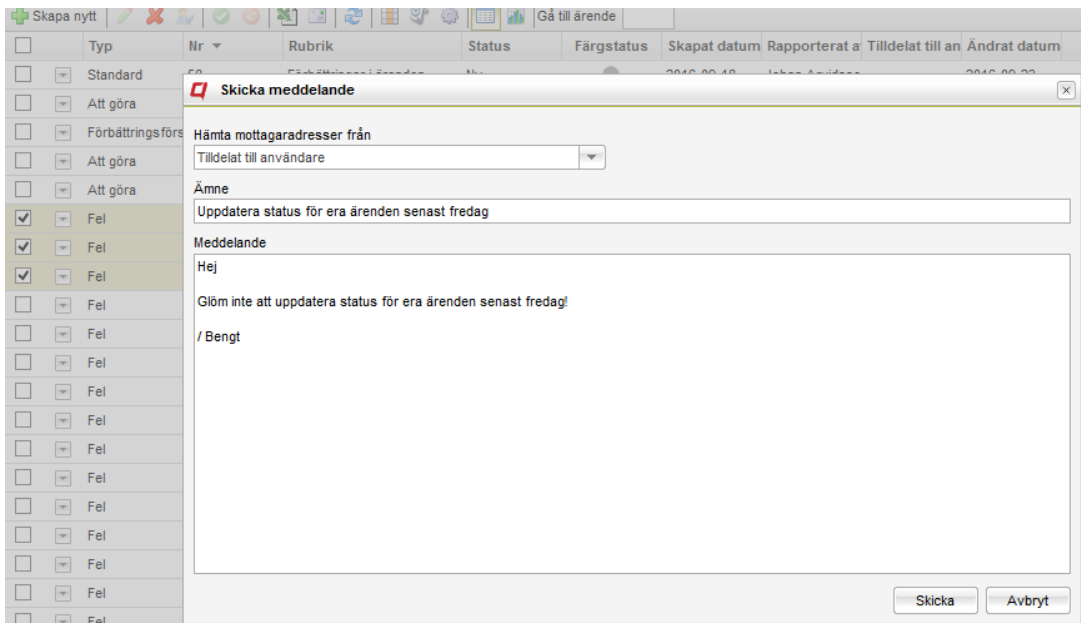 Skapa nytt Gå till ärende
Typ Nr Rubrik Status Färgstatus Skapat datum Rapporterat a Tilldelat till an Ändrat datum
Standard
Skicka meddelande
Att göra
Förbättringsförs
Hämta mottagaradresser från
Att göra
Tilldelat till användare
Att göra
Ämne
Fel
Uppdatera status för era ärenden senast fredag
Fel
Meddelande
Fel
Hej
Fel
Glöm inte att uppdatera status för era ärenden senast fredag!
Fel
/ Bengt
Fel
Fel
Fel
Fel
Fel
Fel
Fel
Fel
Fel
Skicka Avbryt
Fel